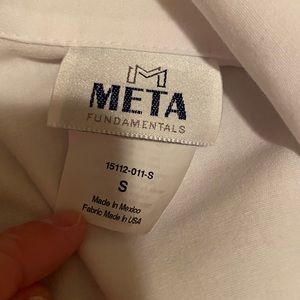 META
FUNDAMENTALS
15112-011-S
S
Made in Mexico
Fabric Made in USA